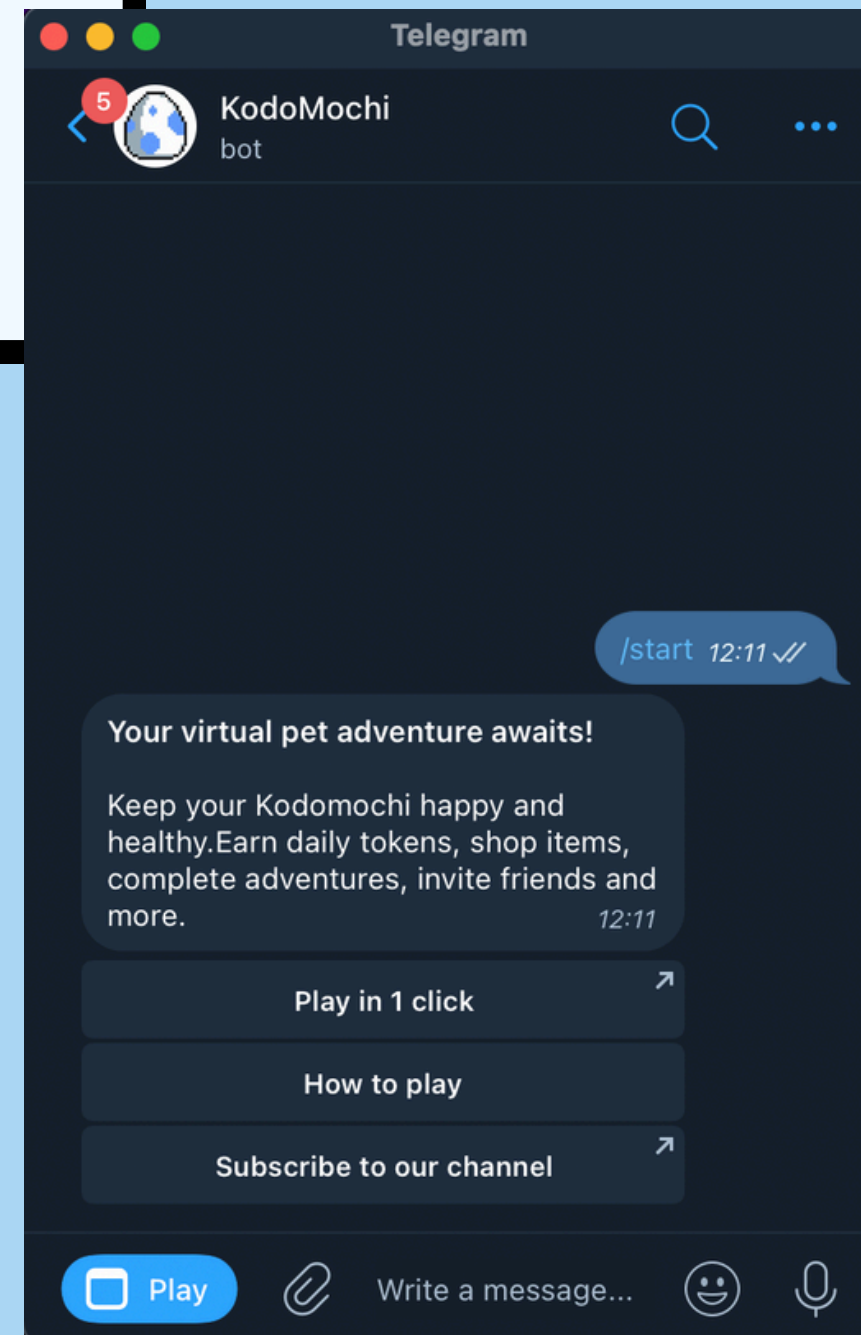 Telegram
5
KodoMochi
bot
/start 12:11
Your virtual pet adventure awaits!
Keep your Kodomochi happy and
healthy.Earn daily tokens, shop items,
complete adventures, invite friends and
more. 12:11
Play in 1 click
How to play
Subscribe to our channel
Play Write a message...